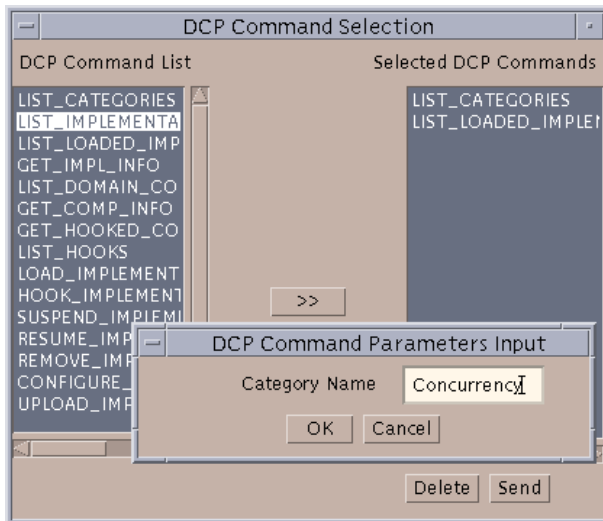 DCP Command Selection
DCP Command List
Selected DCP Commands
LIST_CATEGORIES
LIST_IMPLEMENTA
LIST_LOADED_IMP
GET_IMPL_INFO
LIST_DOMAIN_CO
GET_COMP_INFO
GET_HOOKED_CO
LIST_HOOKS
LOAD_IMPLEMENT
HOOK_IMPLEMENT
SUSPEND_IMPLEMI
RESUME_IMP
REMOVE_IMP
CONFIGURE_
UPLOAD_IMP
LIST_CATEGORIES
LIST_LOADED_IMPLEM
>>
DCP Command Parameters Input
Category Name
Concurrency
OK
Cancel
Delete
Send